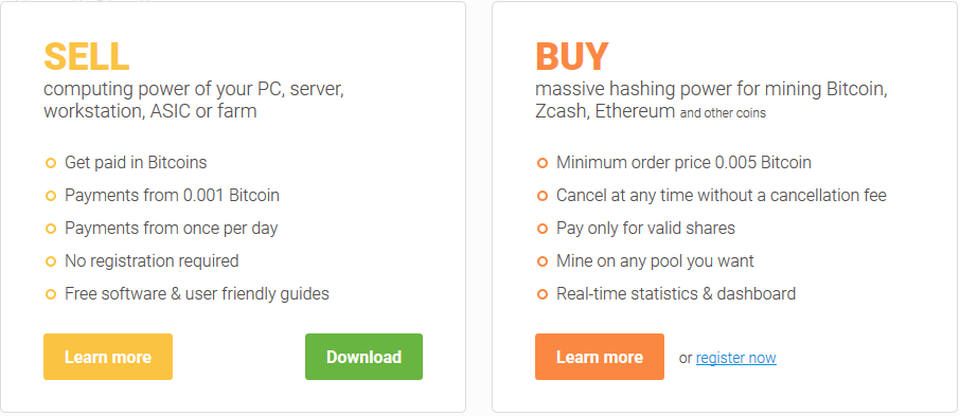 SELL
computing power of your PC, server,
workstation, ASIC or farm
Get paid in Bitcoins
Payments from 0.001 Bitcoin
Payments from once per day
No registration required
Free software & user friendly guides
Learn more
Download
BUY
massive hashing power for mining Bitcoin,
Zcash, Ethereum and other coins
Minimum order price 0.005 Bitcoin
Cancel at any time without a cancellation fee
Pay only for valid shares
Mine on any pool you want
Real-time statistics & dashboard
Learn more or register now